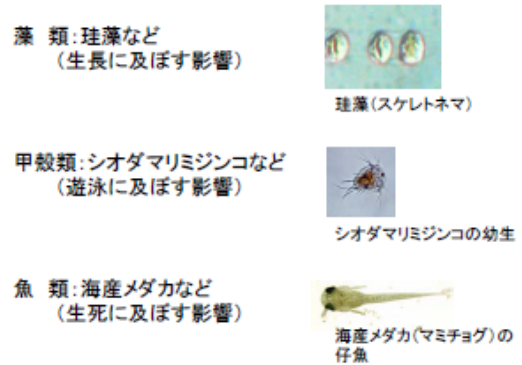 藻　類:珪藻など
（生長に及ぼす影響）
珪藻（スケレトネマ）
甲殻類:シオダマリミジンコなど
（遊泳に及ぼす影響）
シオダマリミジンコの幼生
魚　類:海産メダカなど
（生死に及ぼす影響）
海産メダカ（マミチョグ）の
仔魚